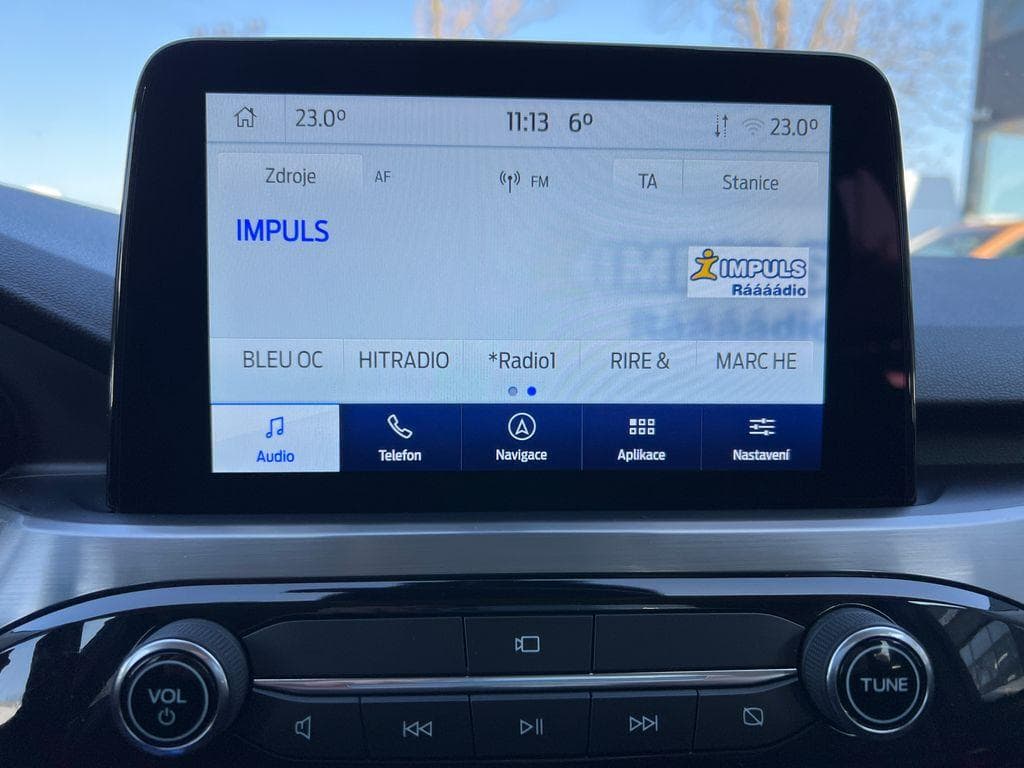 23.0° 11:13 6° 23.0°
Zdroje AF FM TA Stanice
IMPULS
IMPULS
Ráááádio
BLEU OC HITRADIO *Radio1 RIRE & MARC HE
Audio Telefon Navigace Aplikace Nastavení
VOL TUNE